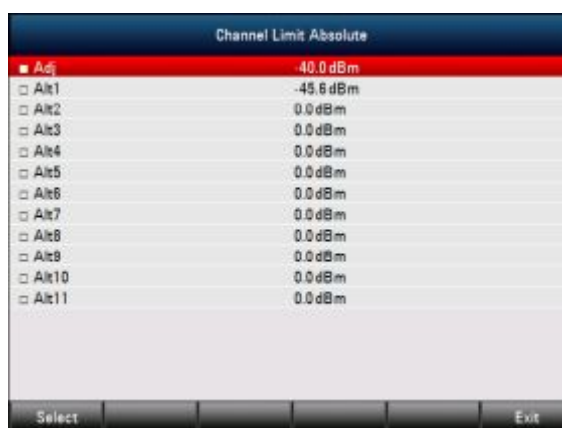 Channel Limit Absolute
Adj -40.0 dBm
Alt1 -45.6 dBm
Alt2 0.0 dBm
Alt3 0.0 dBm
Alt4 0.0 dBm
Alt5 0.0 dBm
Alt6 0.0 dBm
Alt7 0.0 dBm
Alt8 0.0 dBm
Alt9 0.0 dBm
Alt10 0.0 dBm
Alt11 0.0 dBm
Select Exit